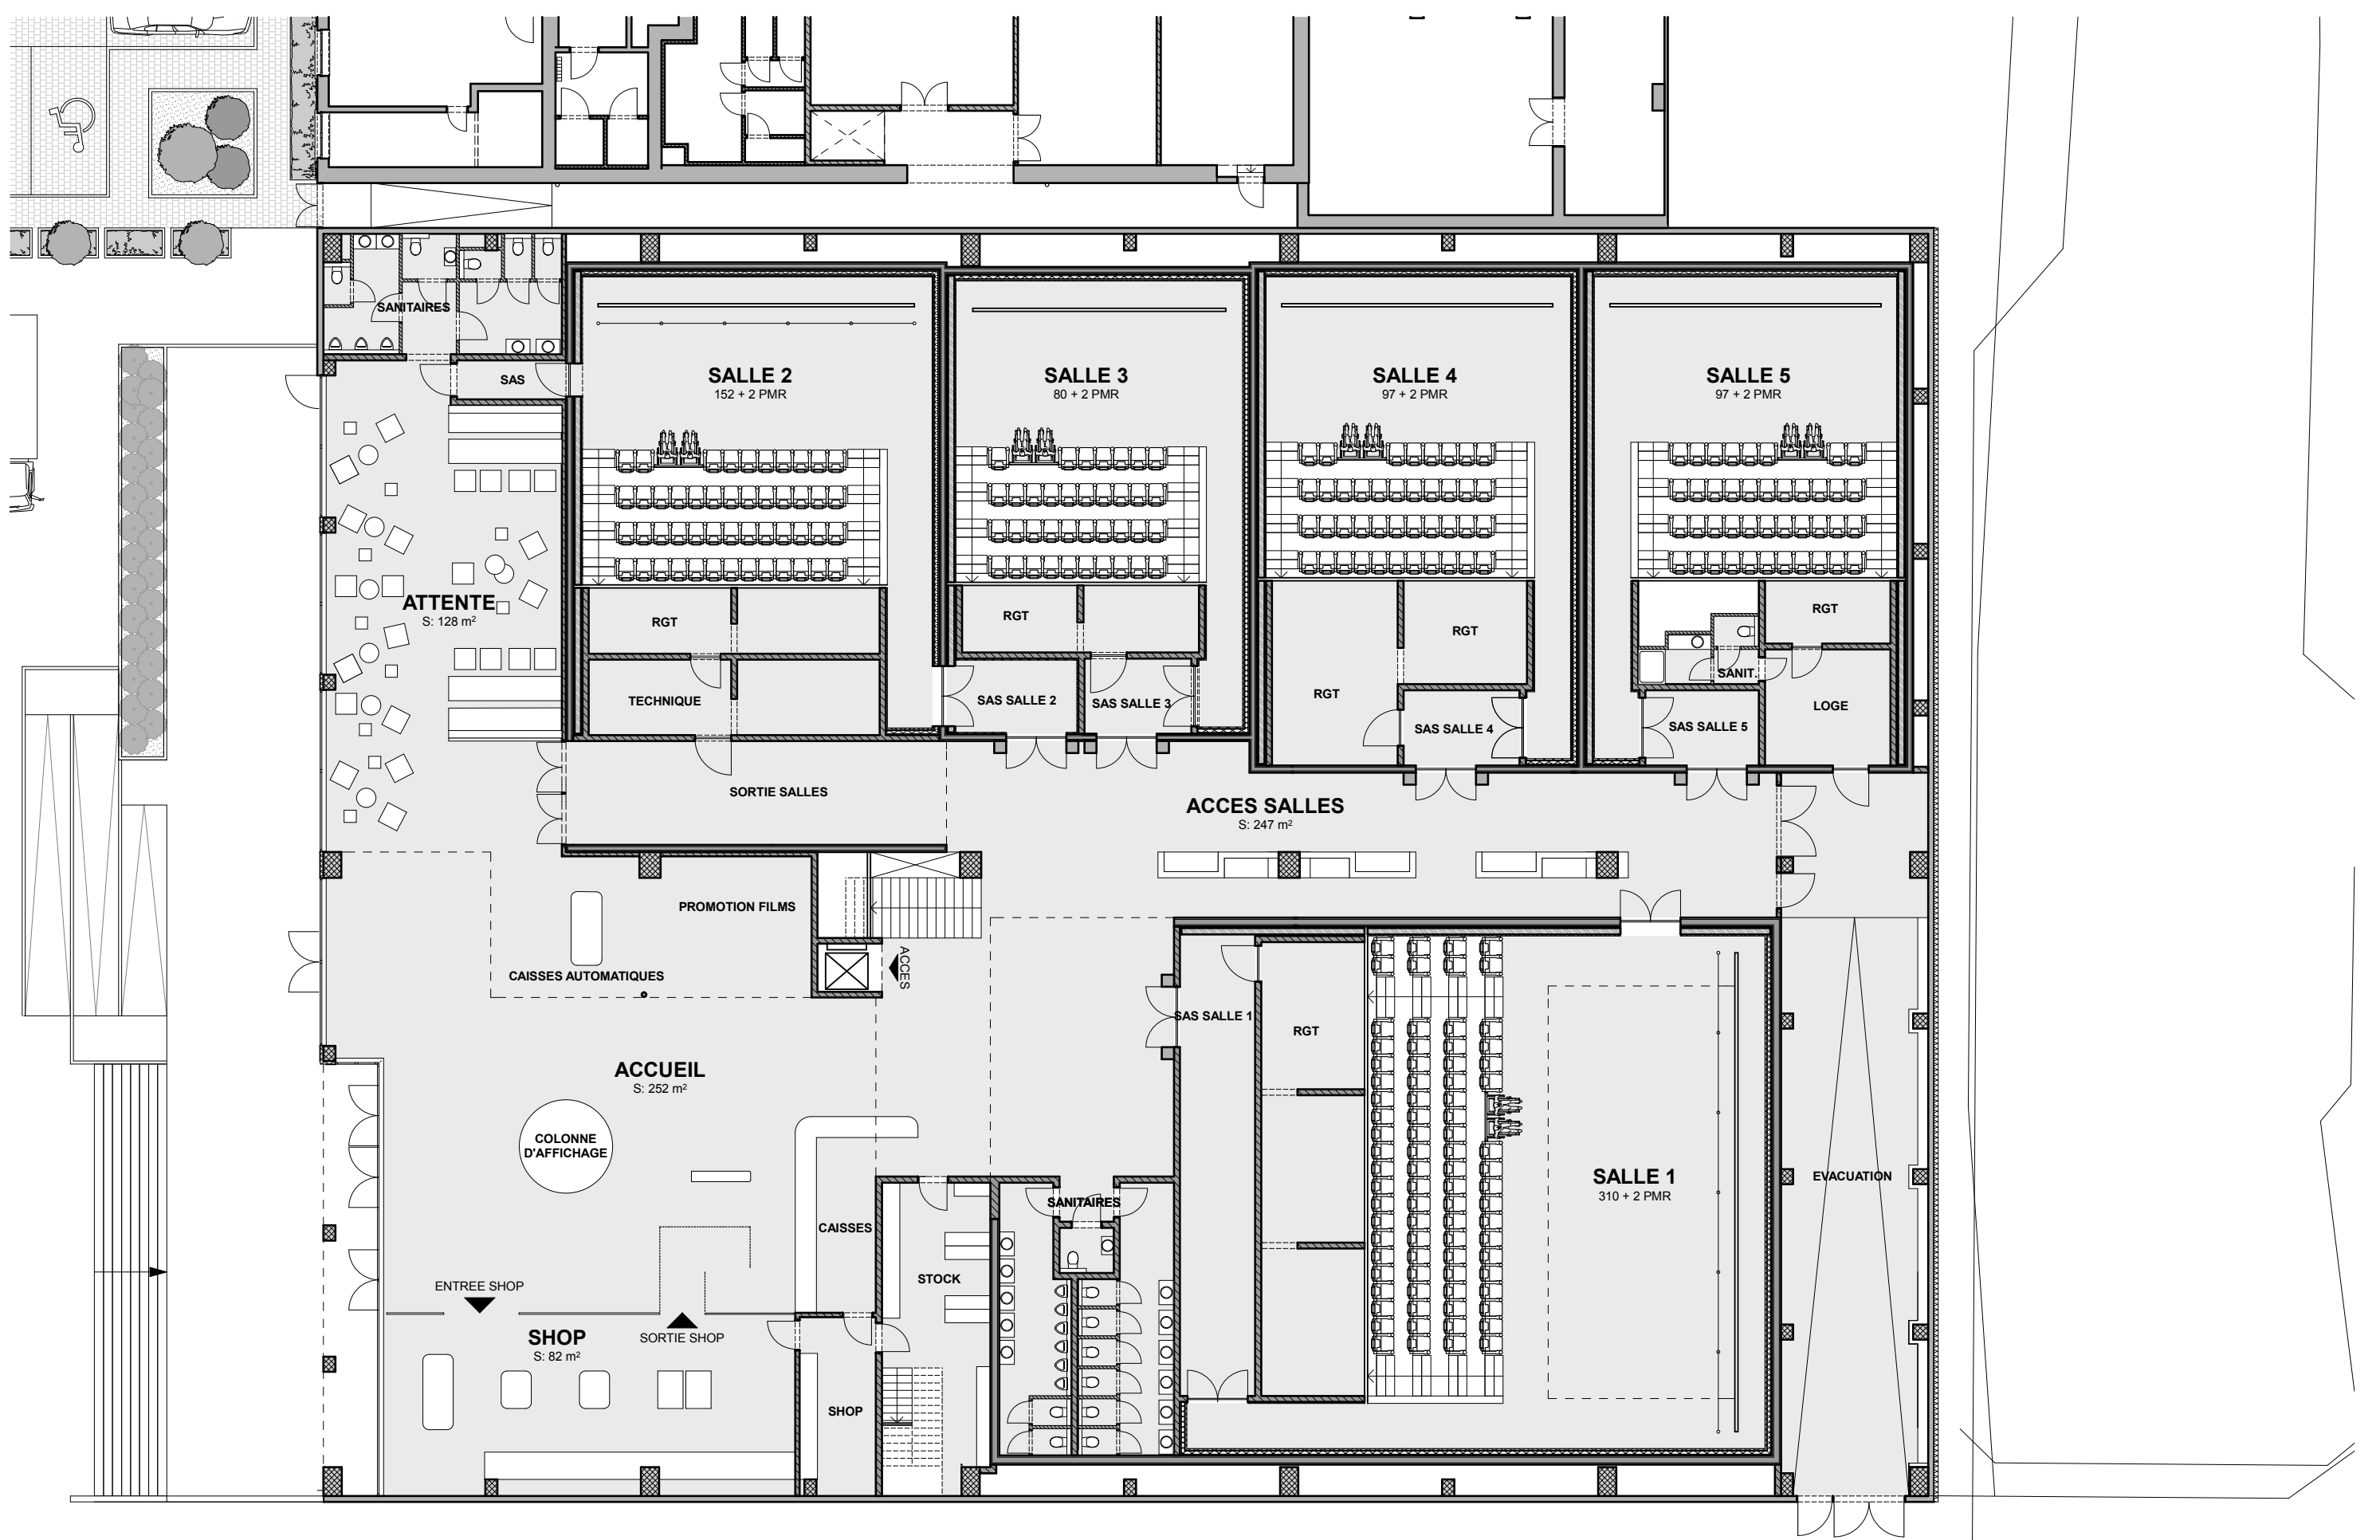 SANITAIRES
SAS
SALLE 2
152 + 2 PMR
SALLE 3
80 + 2 PMR
SALLE 4
97 + 2 PMR
SALLE 5
97 + 2 PMR
ATTENTE
S: 128 m²
RGT
RGT
RGT
RGT
RGT
TECHNIQUE
SAS SALLE 2
SAS SALLE 3
SAS SALLE 4
SANIT.
SAS SALLE 5
LOGE
SORTIE SALLES
ACCES SALLES
S: 247 m²
PROMOTION FILMS
CAISSES AUTOMATIQUES
ACCES
SAS SALLE 1
RGT
ACCUEIL
S: 252 m²
COLONNE
D'AFFICHAGE
SALLE 1
310 + 2 PMR
EVACUATION
SANITAIRES
CAISSES
STOCK
ENTREE SHOP
SHOP
S: 82 m²
SORTIE SHOP
SHOP